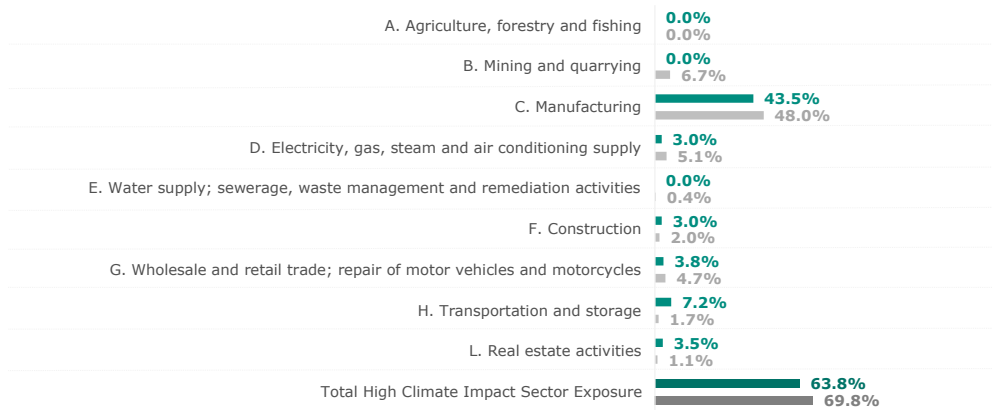 A. Agriculture, forestry and fishing
0.0%
0.0%
B. Mining and quarrying
0.0%
6.7%
C. Manufacturing
43.5%
48.0%
D. Electricity, gas, steam and air conditioning supply
3.0%
5.1%
E. Water supply; sewerage, waste management and remediation activities
0.0%
0.4%
F. Construction
3.0%
2.0%
G. Wholesale and retail trade; repair of motor vehicles and motorcycles
3.8%
4.7%
H. Transportation and storage
7.2%
1.7%
L. Real estate activities
3.5%
1.1%
Total High Climate Impact Sector Exposure
63.8%
69.8%